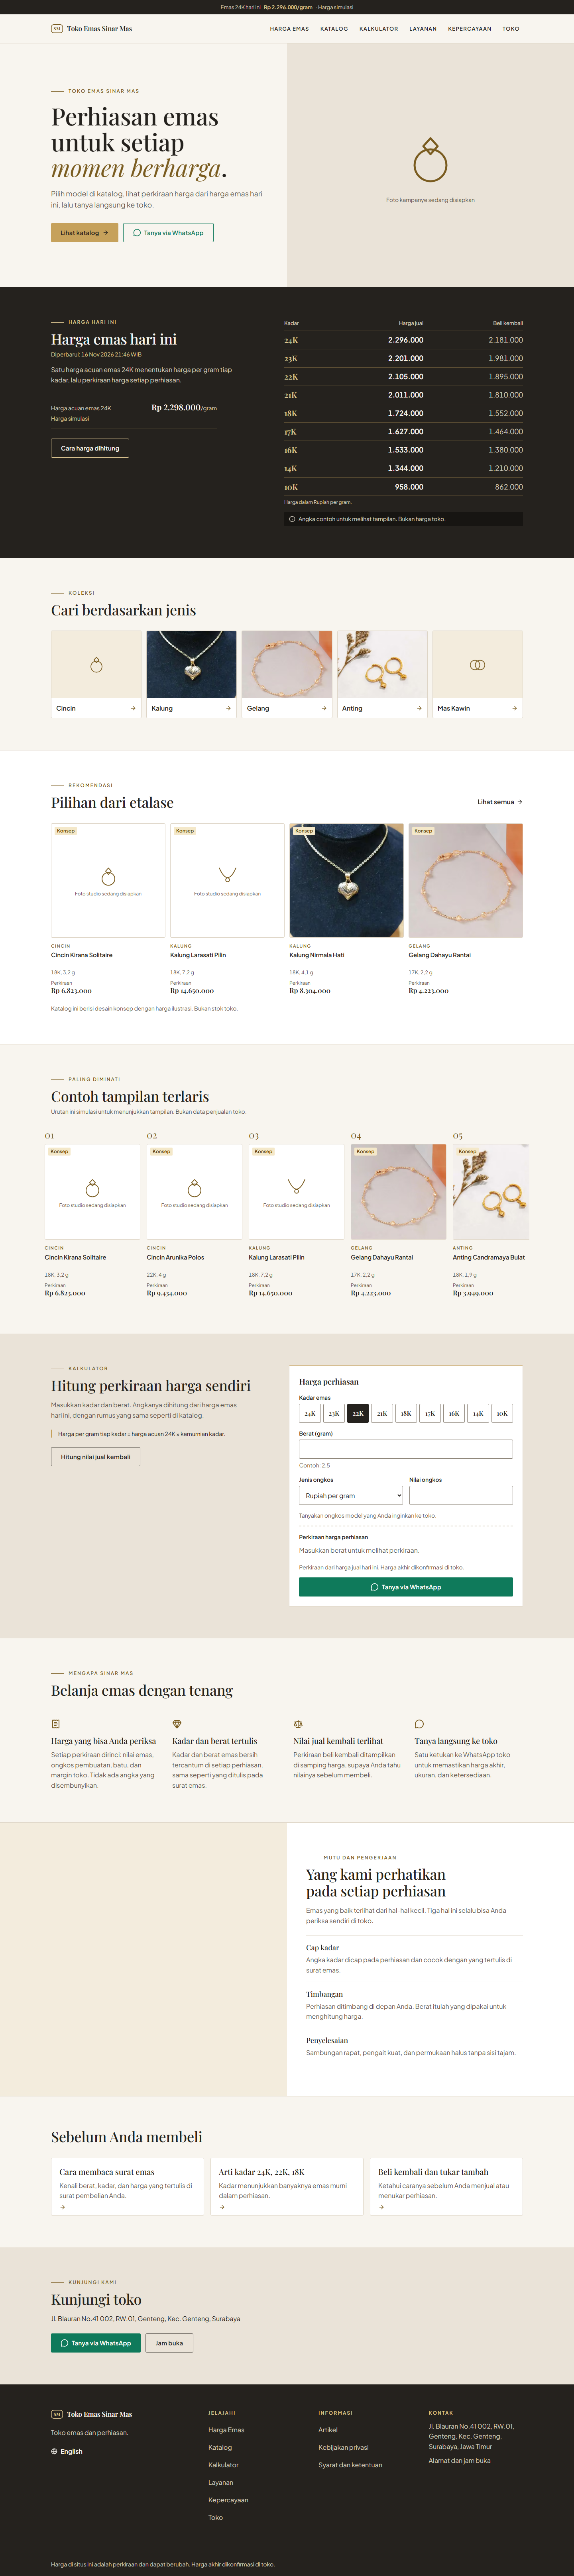 Emas 24K hari ini Rp 2.296.000/gram · Harga simulasi
SM Toko Emas Sinar Mas
HARGA EMAS KATALOG KALKULATOR LAYANAN KEPERCAYAAN TOKO
TOKO EMAS SINAR MAS
Perhiasan emas
untuk setiap
momen berharga.
Pilih model di katalog, lihat perkiraan harga dari harga emas hari
ini, lalu tanya langsung ke toko.
Lihat katalog
Tanya via WhatsApp
Foto kampanye sedang disiapkan
HARGA HARI INI
Harga emas hari ini
Diperbarui: 16 Nov 2026 21:46 WIB
Satu harga acuan emas 24K menentukan harga per gram tiap
kadar, lalu perkiraan harga setiap perhiasan.
Harga acuan emas 24K Rp 2.298.000/gram
Harga simulasi
Cara harga dihitung
Kadar Harga jual Beli kembali
24K 2.296.000 2.181.000
23K 2.201.000 1.981.000
22K 2.105.000 1.895.000
21K 2.011.000 1.810.000
18K 1.724.000 1.552.000
17K 1.627.000 1.464.000
16K 1.533.000 1.380.000
14K 1.344.000 1.210.000
10K 958.000 862.000
Harga dalam Rupiah per gram.
Angka contoh untuk melihat tampilan. Bukan harga toko.
KOLEKSI
Cari berdasarkan jenis
Cincin
Kalung
Gelang
Anting
Mas Kawin
REKOMENDASI
Pilihan dari etalase
Lihat semua
Konsep
Foto studio sedang disiapkan
CINCIN
Cincin Kirana Solitaire
18K, 3,2 g
Perkiraan
Rp 6.823.000
Konsep
Foto studio sedang disiapkan
KALUNG
Kalung Larasati Pilin
18K, 7,2 g
Perkiraan
Rp 14.650.000
Konsep
KALUNG
Kalung Nirmala Hati
18K, 4,1 g
Perkiraan
Rp 8.504.000
Konsep
GELANG
Gelang Dahayu Rantai
17K, 2,2 g
Perkiraan
Rp 4.223.000
Katalog ini berisi desain konsep dengan harga ilustrasi. Bukan stok toko.
PALING DIMINATI
Contoh tampilan terlaris
Urutan ini simulasi untuk menunjukkan tampilan. Bukan data penjualan toko.
01
Konsep
Foto studio sedang disiapkan
CINCIN
Cincin Kirana Solitaire
18K, 3,2 g
Perkiraan
Rp 6.823.000
02
Konsep
Foto studio sedang disiapkan
CINCIN
Cincin Arunika Polos
22K, 4 g
Perkiraan
Rp 9.434.000
03
Konsep
Foto studio sedang disiapkan
KALUNG
Kalung Larasati Pilin
18K, 7,2 g
Perkiraan
Rp 14.650.000
04
Konsep
GELANG
Gelang Dahayu Rantai
17K, 2,2 g
Perkiraan
Rp 4.223.000
05
Konsep
ANTING
Anting Candramaya Bulat
18K, 1,9 g
Perkiraan
Rp 3.949.000
KALKULATOR
Hitung perkiraan harga sendiri
Masukkan kadar dan berat. Angkanya dihitung dari harga emas
hari ini, dengan rumus yang sama seperti di katalog.
Harga per gram tiap kadar = harga acuan 24K × kemurnian kadar.
Hitung nilai jual kembali
Harga perhiasan
Kadar emas
24K 23K 22K 21K 18K 17K 16K 14K 10K
Berat (gram)
Contoh: 2,5
Jenis ongkos Nilai ongkos
Rupiah per gram
Tanyakan ongkos model yang Anda inginkan ke toko.
Perkiraan harga perhiasan
Masukkan berat untuk melihat perkiraan.
Perkiraan dari harga jual hari ini. Harga akhir dikonfirmasi di toko.
Tanya via WhatsApp
MENGAPA SINAR MAS
Belanja emas dengan tenang
Harga yang bisa Anda periksa
Setiap perkiraan dirinci: nilai emas,
ongkos pembuatan, batu, dan
margin toko. Tidak ada angka yang
disembunyikan.
Kadar dan berat tertulis
Kadar dan berat emas bersih
tercantum di setiap perhiasan,
sama seperti yang ditulis pada
surat emas.
Nilai jual kembali terlihat
Perkiraan beli kembali ditampilkan
di samping harga, supaya Anda tahu
nilainya sebelum membeli.
Tanya langsung ke toko
Satu ketukan ke WhatsApp toko
untuk memastikan harga akhir,
ukuran, dan ketersediaan.
MUTU DAN PENGERJAAN
Yang kami perhatikan
pada setiap perhiasan
Emas yang baik terlihat dari hal-hal kecil. Tiga hal ini selalu bisa Anda
periksa sendiri di toko.
Cap kadar
Angka kadar dicap pada perhiasan dan cocok dengan yang tertulis di
surat emas.
Timbangan
Perhiasan ditimbang di depan Anda. Berat itulah yang dipakai untuk
menghitung harga.
Penyelesaian
Sambungan rapat, pengait kuat, dan permukaan halus tanpa sisi tajam.
Sebelum Anda membeli
Cara membaca surat emas
Kenali berat, kadar, dan harga yang tertulis di
surat pembelian Anda.
Arti kadar 24K, 22K, 18K
Kadar menunjukkan banyaknya emas murni
dalam perhiasan.
Beli kembali dan tukar tambah
Ketahui caranya sebelum Anda menjual atau
menukar perhiasan.
KUNJUNGI KAMI
Kunjungi toko
Jl. Blauran No.41 002, RW.01, Genteng, Kec. Genteng, Surabaya
Tanya via WhatsApp
Jam buka
SM Toko Emas Sinar Mas
Toko emas dan perhiasan.
English
JELAJAHI
Harga Emas
Katalog
Kalkulator
Layanan
Kepercayaan
Toko
INFORMASI
Artikel
Kebijakan privasi
Syarat dan ketentuan
KONTAK
Jl. Blauran No.41 002, RW.01,
Genteng, Kec. Genteng,
Surabaya, Jawa Timur
Alamat dan jam buka
Harga di situs ini adalah perkiraan dan dapat berubah. Harga akhir dikonfirmasi di toko.